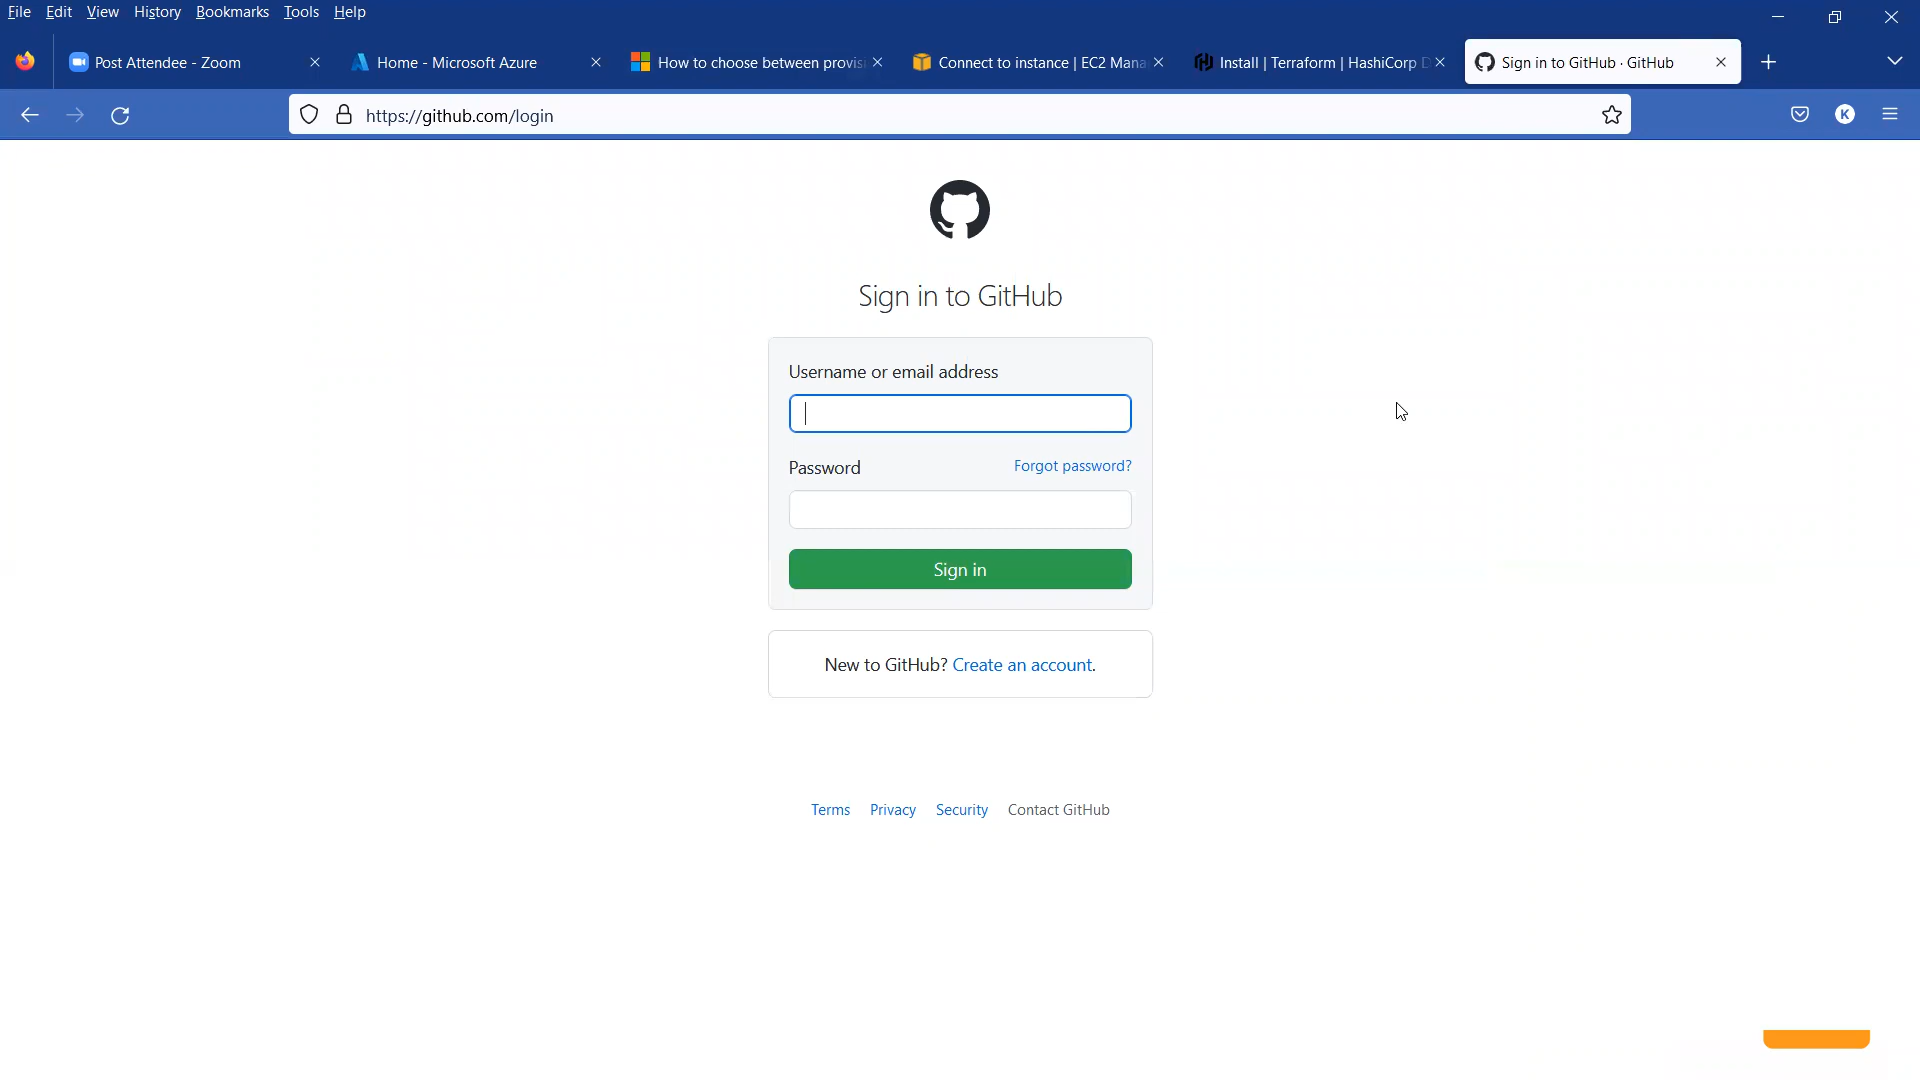 File Edit View History Bookmarks Tools Help
Post Attendee - Zoom
Home - Microsoft Azure
How to choose between provis
Connect to instance | EC2 Mana
Install | Terraform | HashiCorp D
Sign in to GitHub · GitHub
https://github.com/login
K
Sign in to GitHub
Username or email address
Password Forgot password?
Sign in
New to GitHub? Create an account.
Terms Privacy Security Contact GitHub